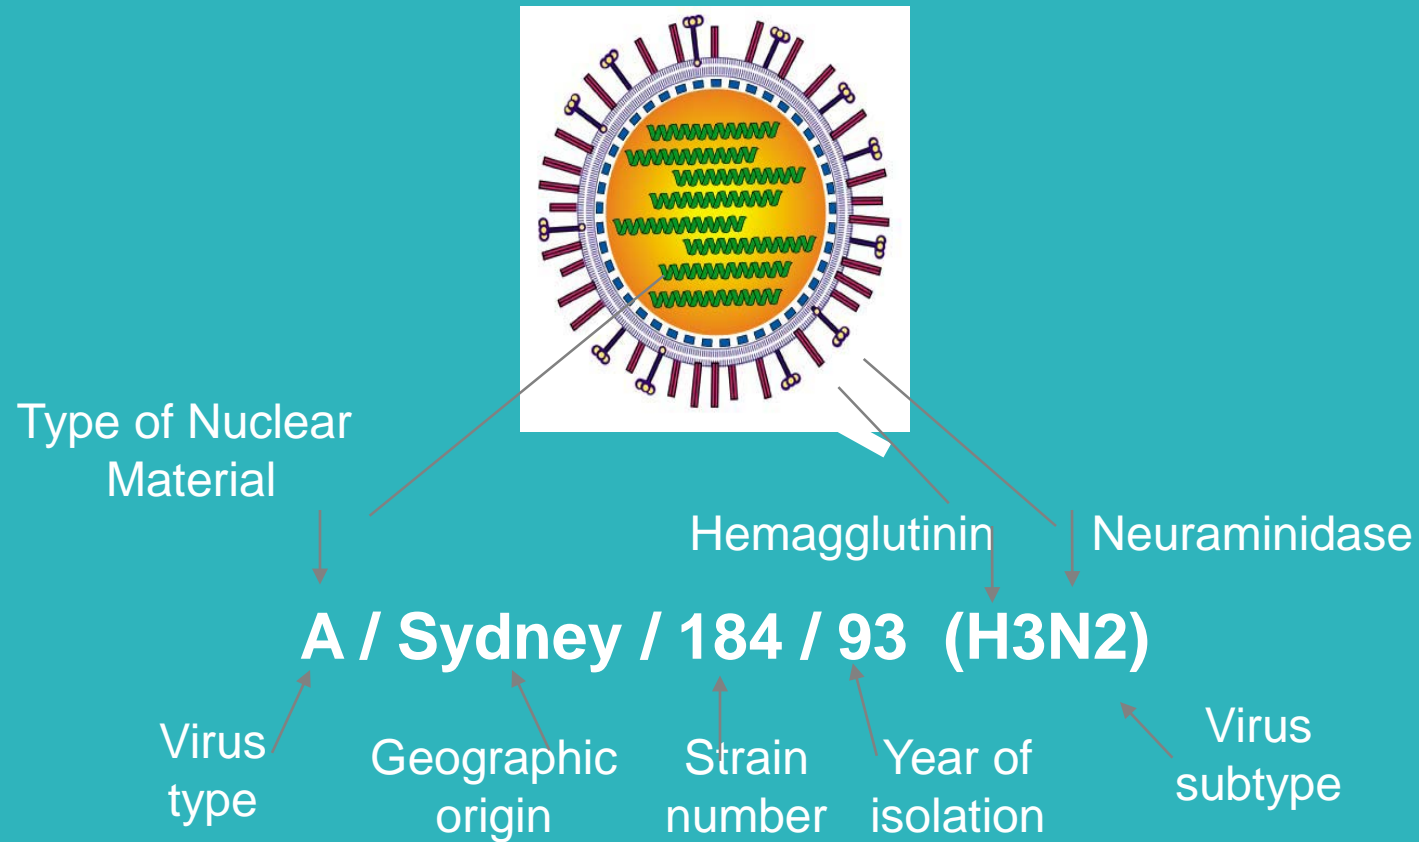 Type of Nuclear
Material
Hemagglutinin
Neuraminidase
A / Sydney / 184 / 93 (H3N2)
Virus
type
Geographic
origin
Strain
number
Year of
isolation
Virus
subtype